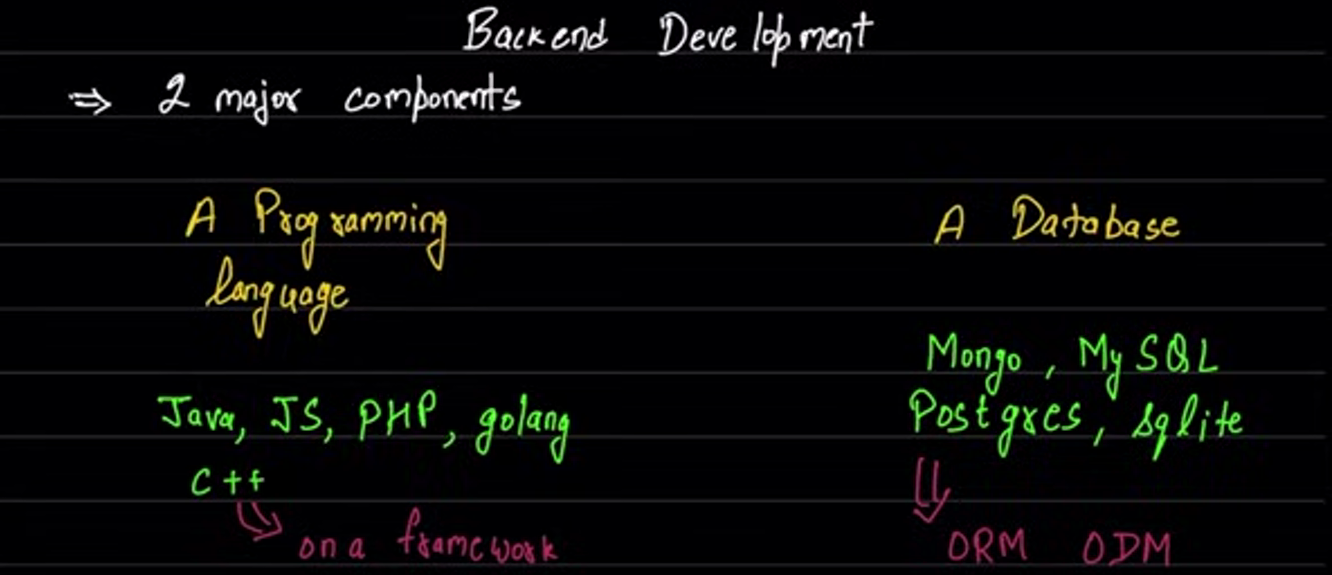 Backend Development
⇒ 2 major components
A Programming
language
Java, JS, PHP, golang
C++
on a framework
A Database
Mongo, MySQL
Postgres, sqlite
ORM ODM